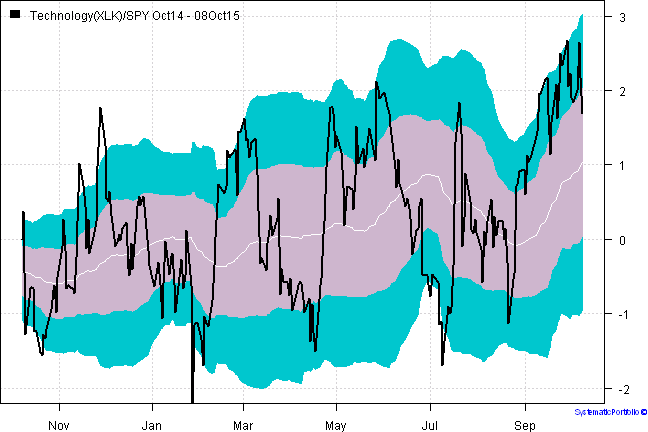 Technology(XLK)/SPY Oct14 - 08Oct15
3
2
1
0
-1
-2
Nov Jan Mar May Jul Sep
SystematicPortfolio ©